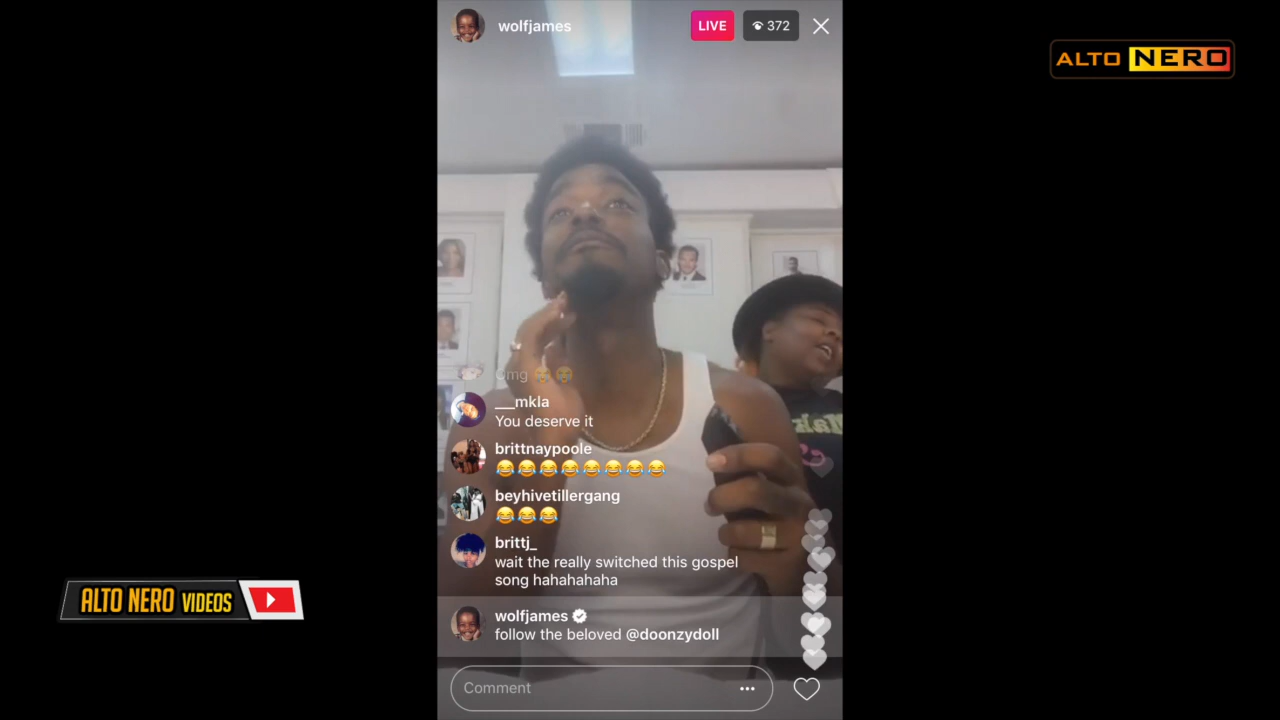 wolfjames
LIVE
372
ALTO NERO
Omg 😭😭
___mkla
You deserve it
brittnaypoole
😂😂😂😂😂😂😂😂
beyhivetillergang
😂😂😂
brittj_
wait the really switched this gospel
song hahahahaha
wolfjames
follow the beloved @doonzydoll
Comment
ALTO NERO VIDEOS